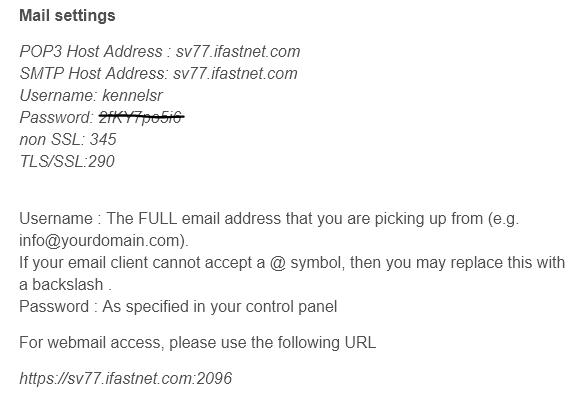 Mail settings
POP3 Host Address : sv77.ifastnet.com
SMTP Host Address: sv77.ifastnet.com
Username: kennelsr
Password:
non SSL: 345
TLS/SSL:290
Username : The FULL email address that you are picking up from (e.g.
info@yourdomain.com).
If your email client cannot accept a @ symbol, then you may replace this with
a backslash .
Password : As specified in your control panel
For webmail access, please use the following URL
https://sv77.ifastnet.com:2096